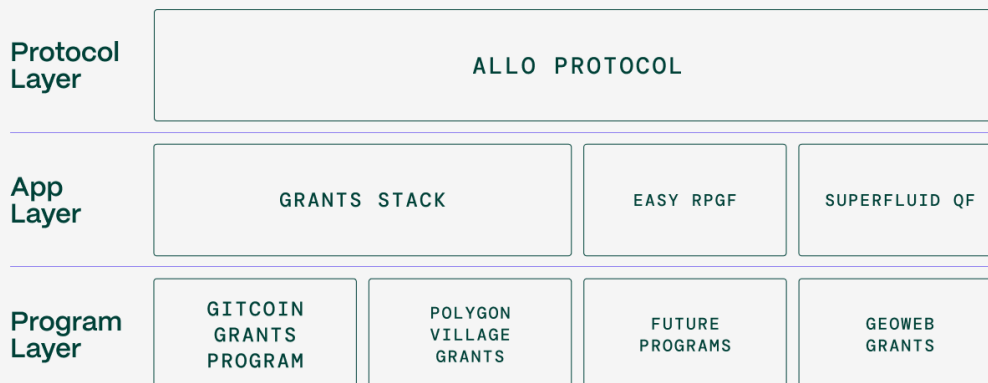 Protocol
Layer
ALLO PROTOCOL
App
Layer
GRANTS STACK
EASY RPGF
SUPERFLUID QF
Program
Layer
GITCOIN
GRANTS
PROGRAM
POLYGON
VILLAGE
GRANTS
FUTURE
PROGRAMS
GEOWEB
GRANTS